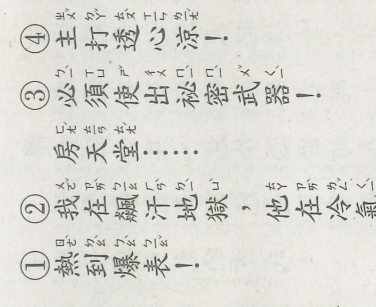 ①熱到爆表！
②我在飆汗地獄，他在冷氣
房天堂……
③必須使出祕密武器！
④主打透心涼！